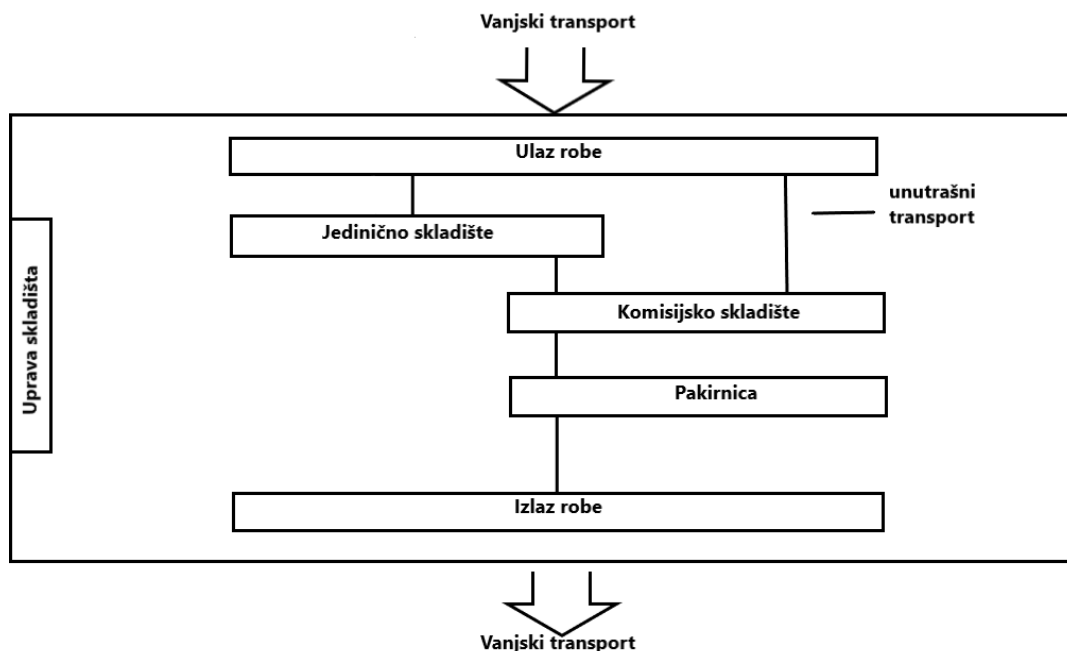 Vanjski transport
Ulaz robe
unutrašni
transport
Jedinično skladište
Uprava skladišta
Komisijsko skladište
Pakirnica
Izlaz robe
Vanjski transport